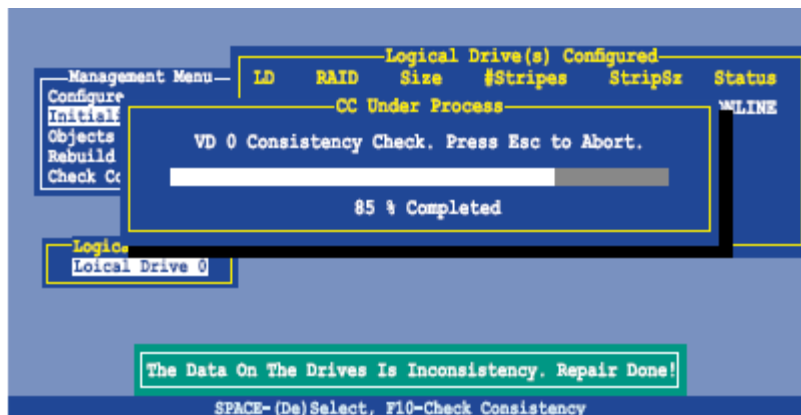 Logical Drive(s) Configured
Management Menu
LD RAID Size #Stripes StripSz Status
Configure
CC Under Process
Objects
VD 0 Consistency Check. Press Esc to Abort.
Rebuild
Check
85 % Completed
Loical Drive 0
The Data On The Drives Is Inconsistency. Repair Done!
SPACE-(De)Select, F10-Check Consistency